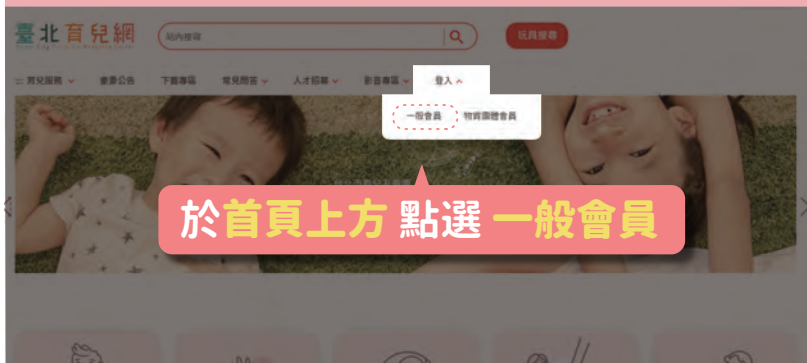 臺北育兒網
站內搜尋
玩具搜尋
育兒服務 重要公告 下載專區 常見問答 人才招募 影音專區 登入
一般會員 物資團體會員
於首頁上方 點選 一般會員